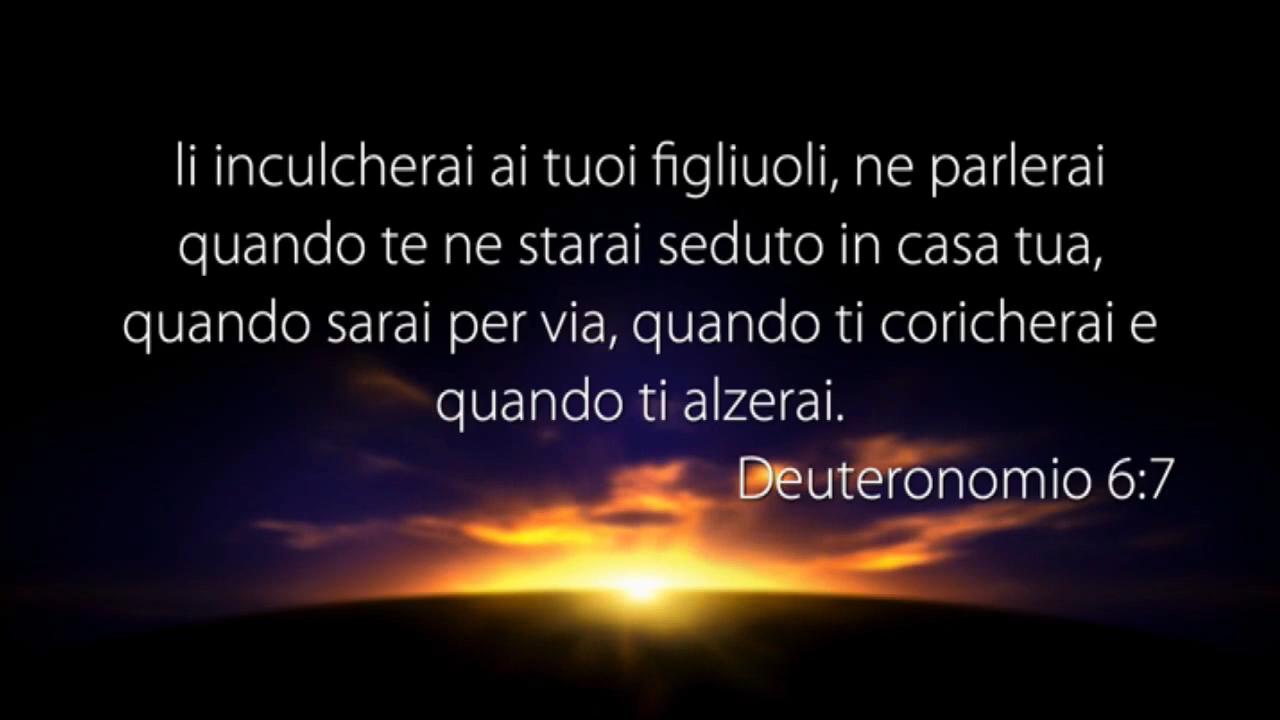 li inculcherai ai tuoi figliuoli, ne parlerai
quando te ne starai seduto in casa tua,
quando sarai per via, quando ti coricherai e
quando ti alzerai.
Deuteronomio 6:7